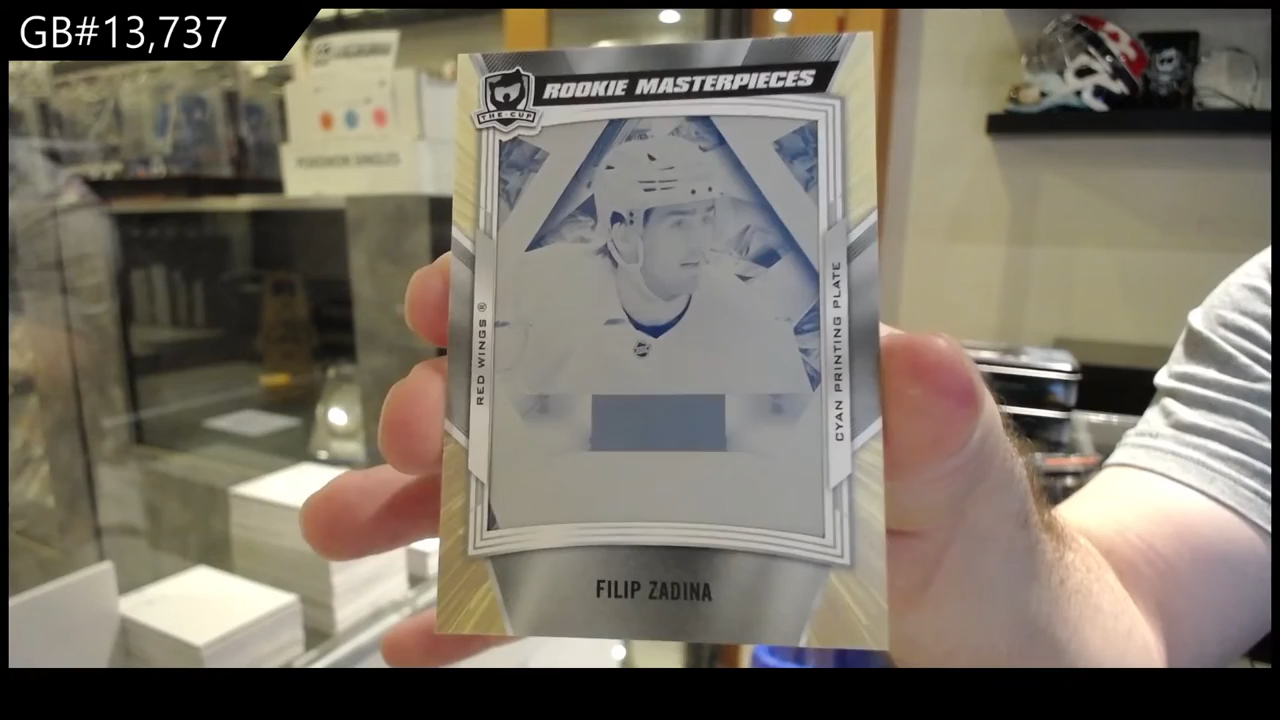 GB#13,737
THE·CUP
ROOKIE MASTERPIECES
RED WINGS ®
CYAN PRINTING PLATE
FILIP ZADINA
POKEMON SINGLES